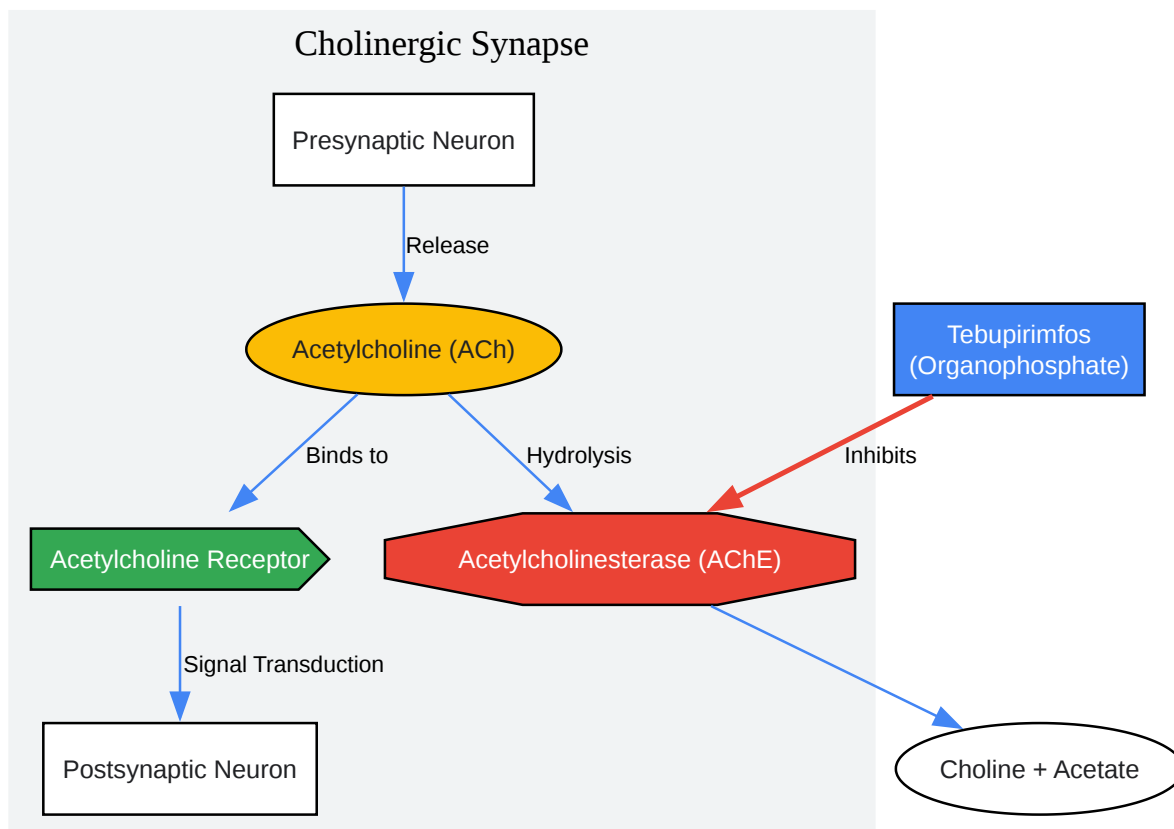 Cholinergic Synapse
Presynaptic Neuron
Release
Acetylcholine (ACh)
Tebupirimfos
(Organophosphate)
Binds to
Hydrolysis
Inhibits
Acetylcholine Receptor
Acetylcholinesterase (AChE)
Signal Transduction
Postsynaptic Neuron
Choline + Acetate